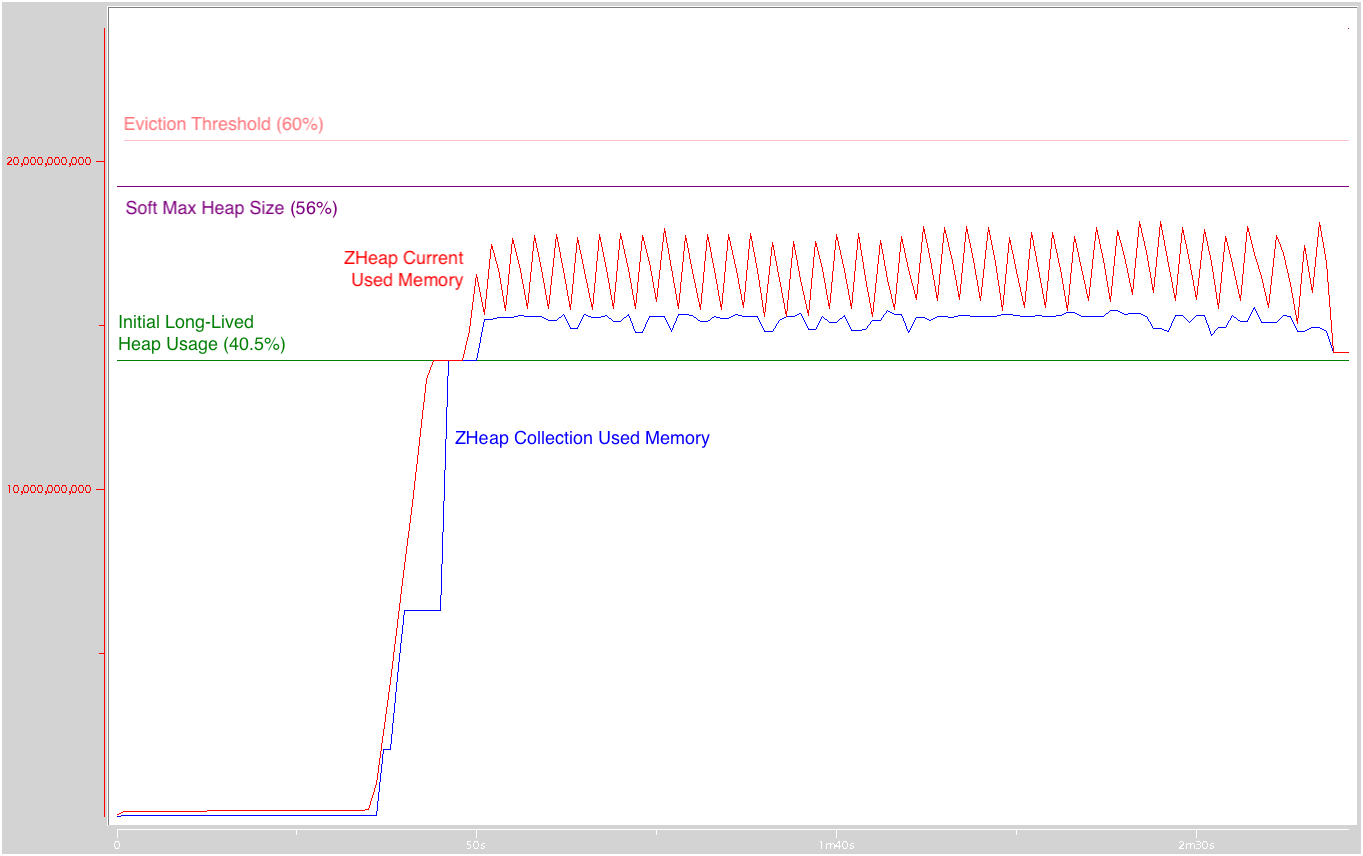 Eviction Threshold (60%)
20,000,000,000
Soft Max Heap Size (56%)
ZHeap Current
Used Memory
Initial Long-Lived
Heap Usage (40.5%)
ZHeap Collection Used Memory
10,000,000,000
0
50s
1m40s
2m30s